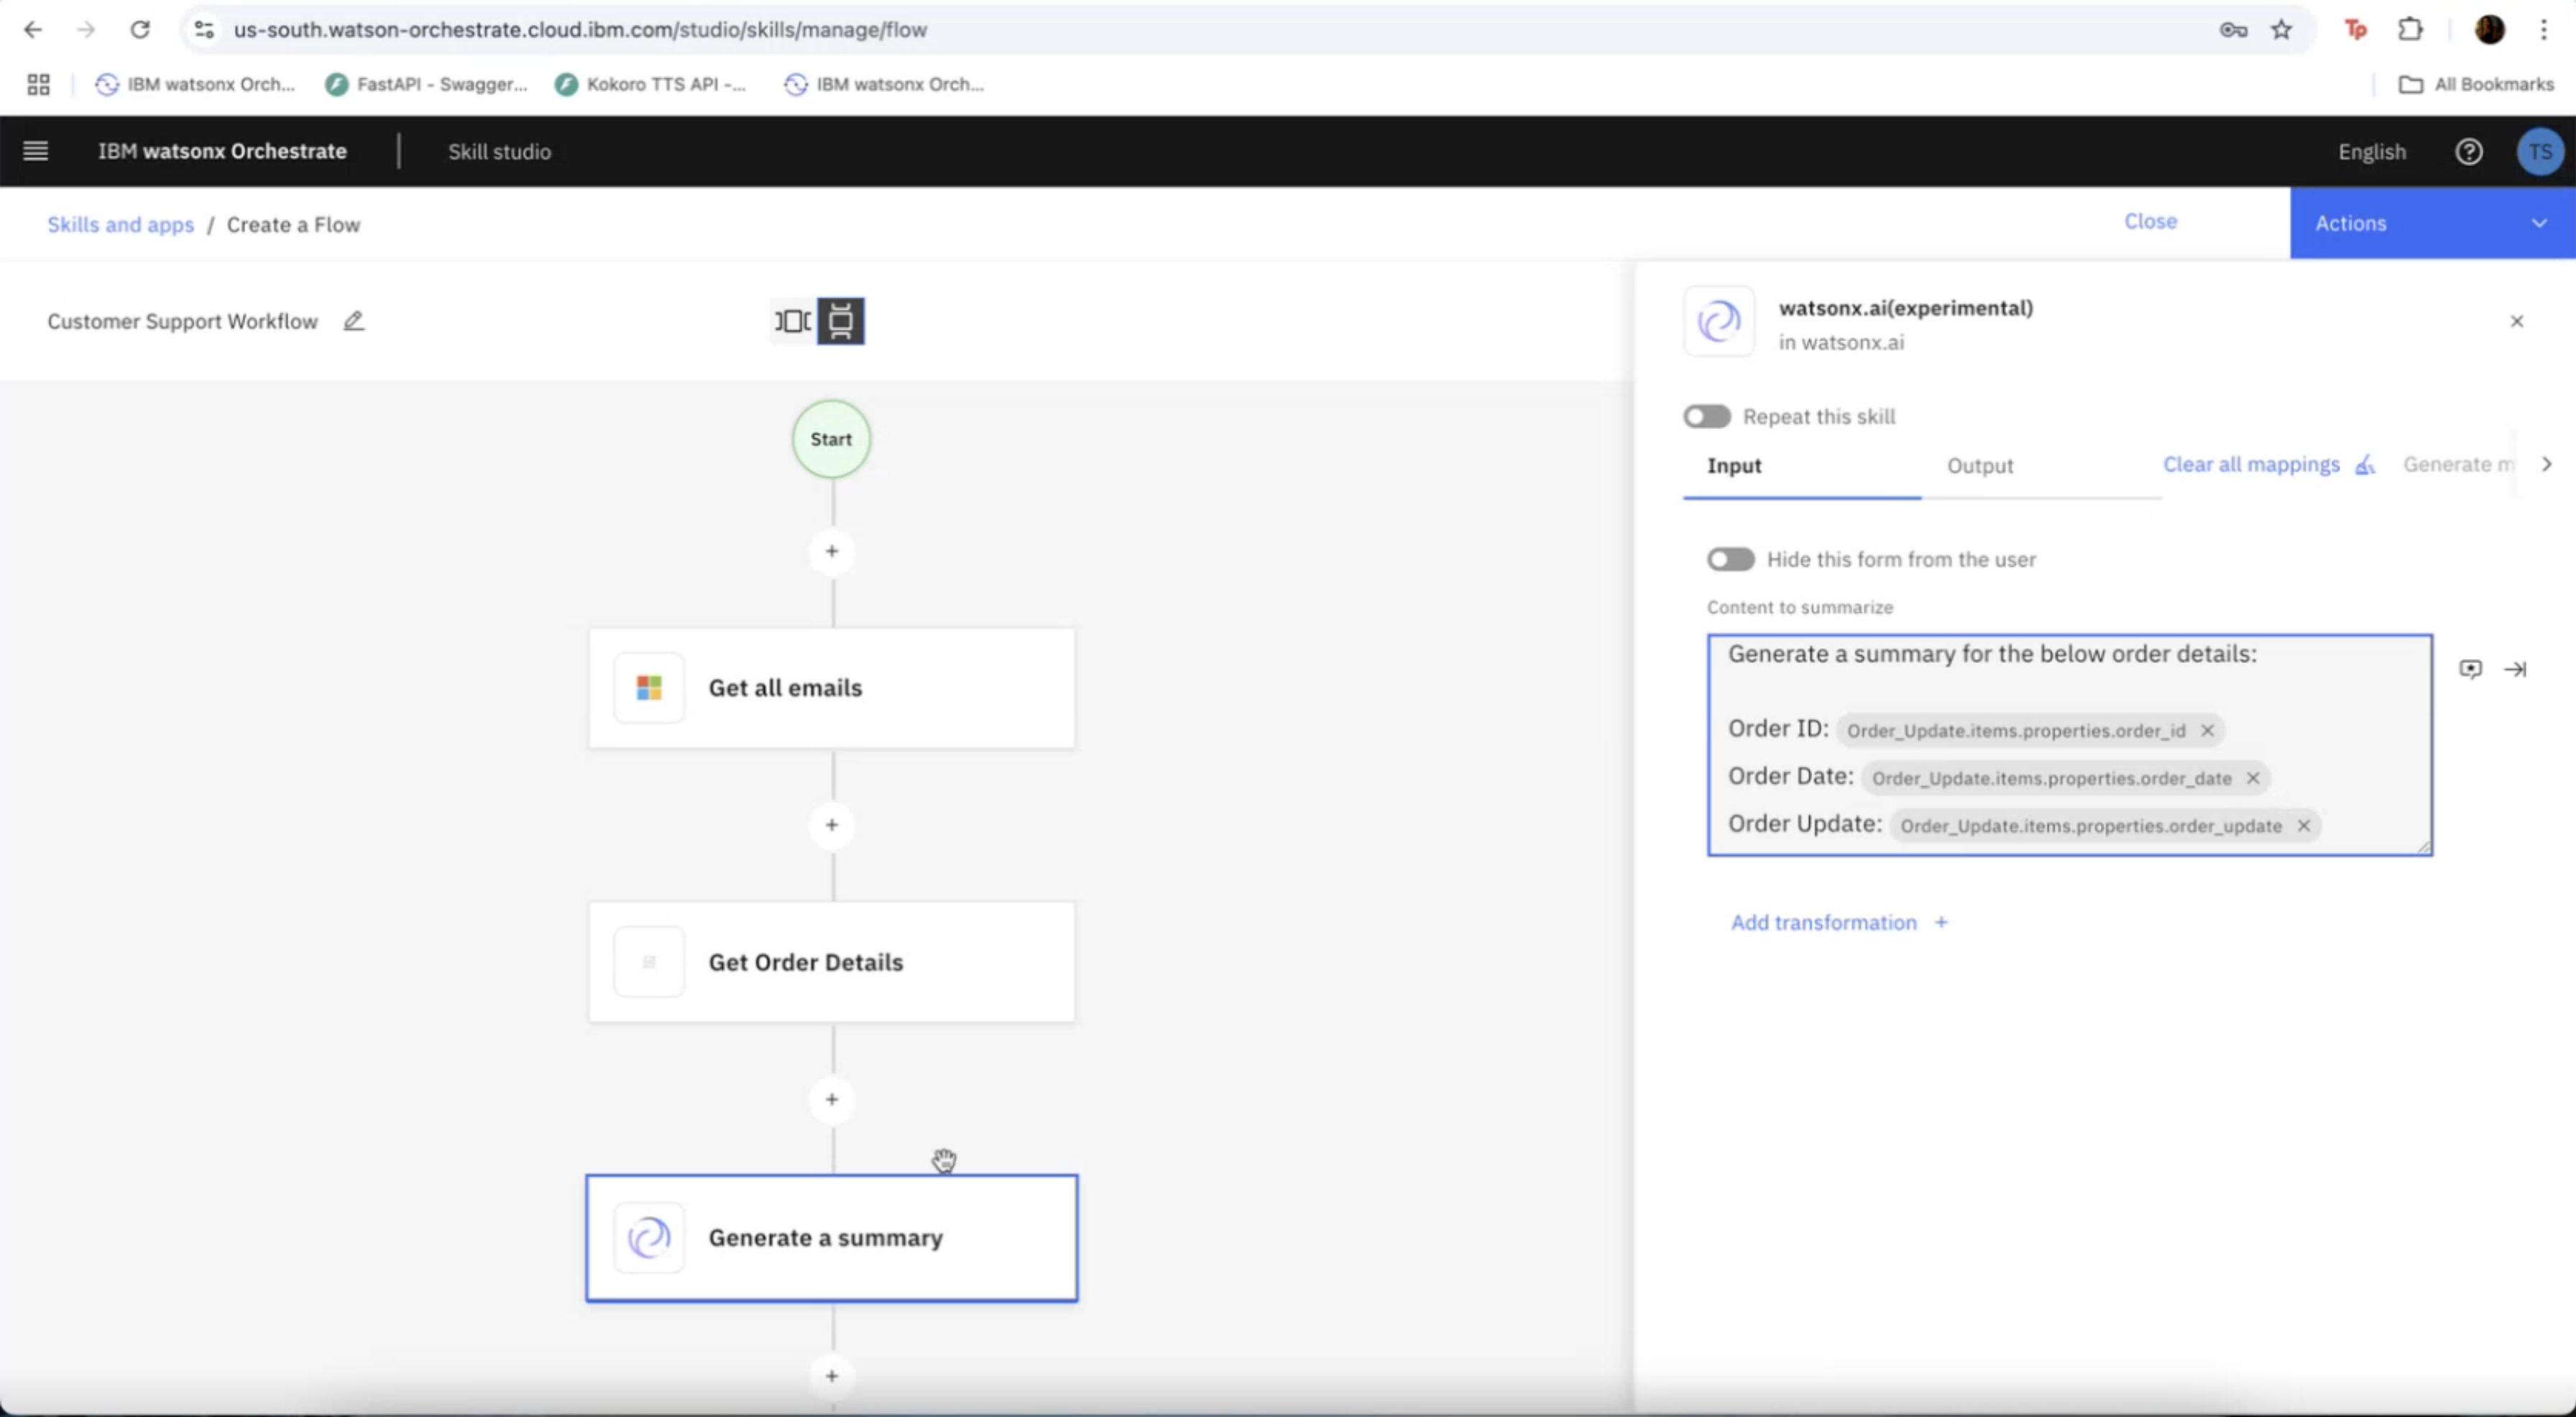 us-south.watson-orchestrate.cloud.ibm.com/studio/skills/manage/flow
Tp
IBM watsonx Orch...
FastAPI - Swagger...
Kokoro TTS API -...
IBM watsonx Orch...
All Bookmarks
IBM watsonx Orchestrate
Skill studio
English
TS
Skills and apps / Create a Flow
Close
Actions
Customer Support Workflow
Start
Get all emails
Get Order Details
Generate a summary
watsonx.ai(experimental)
in watsonx.ai
Repeat this skill
Input
Output
Clear all mappings
Generate m
Hide this form from the user
Content to summarize
Generate a summary for the below order details:
Order ID: Order_Update.items.properties.order_id
Order Date: Order_Update.items.properties.order_date
Order Update: Order_Update.items.properties.order_update
Add transformation +